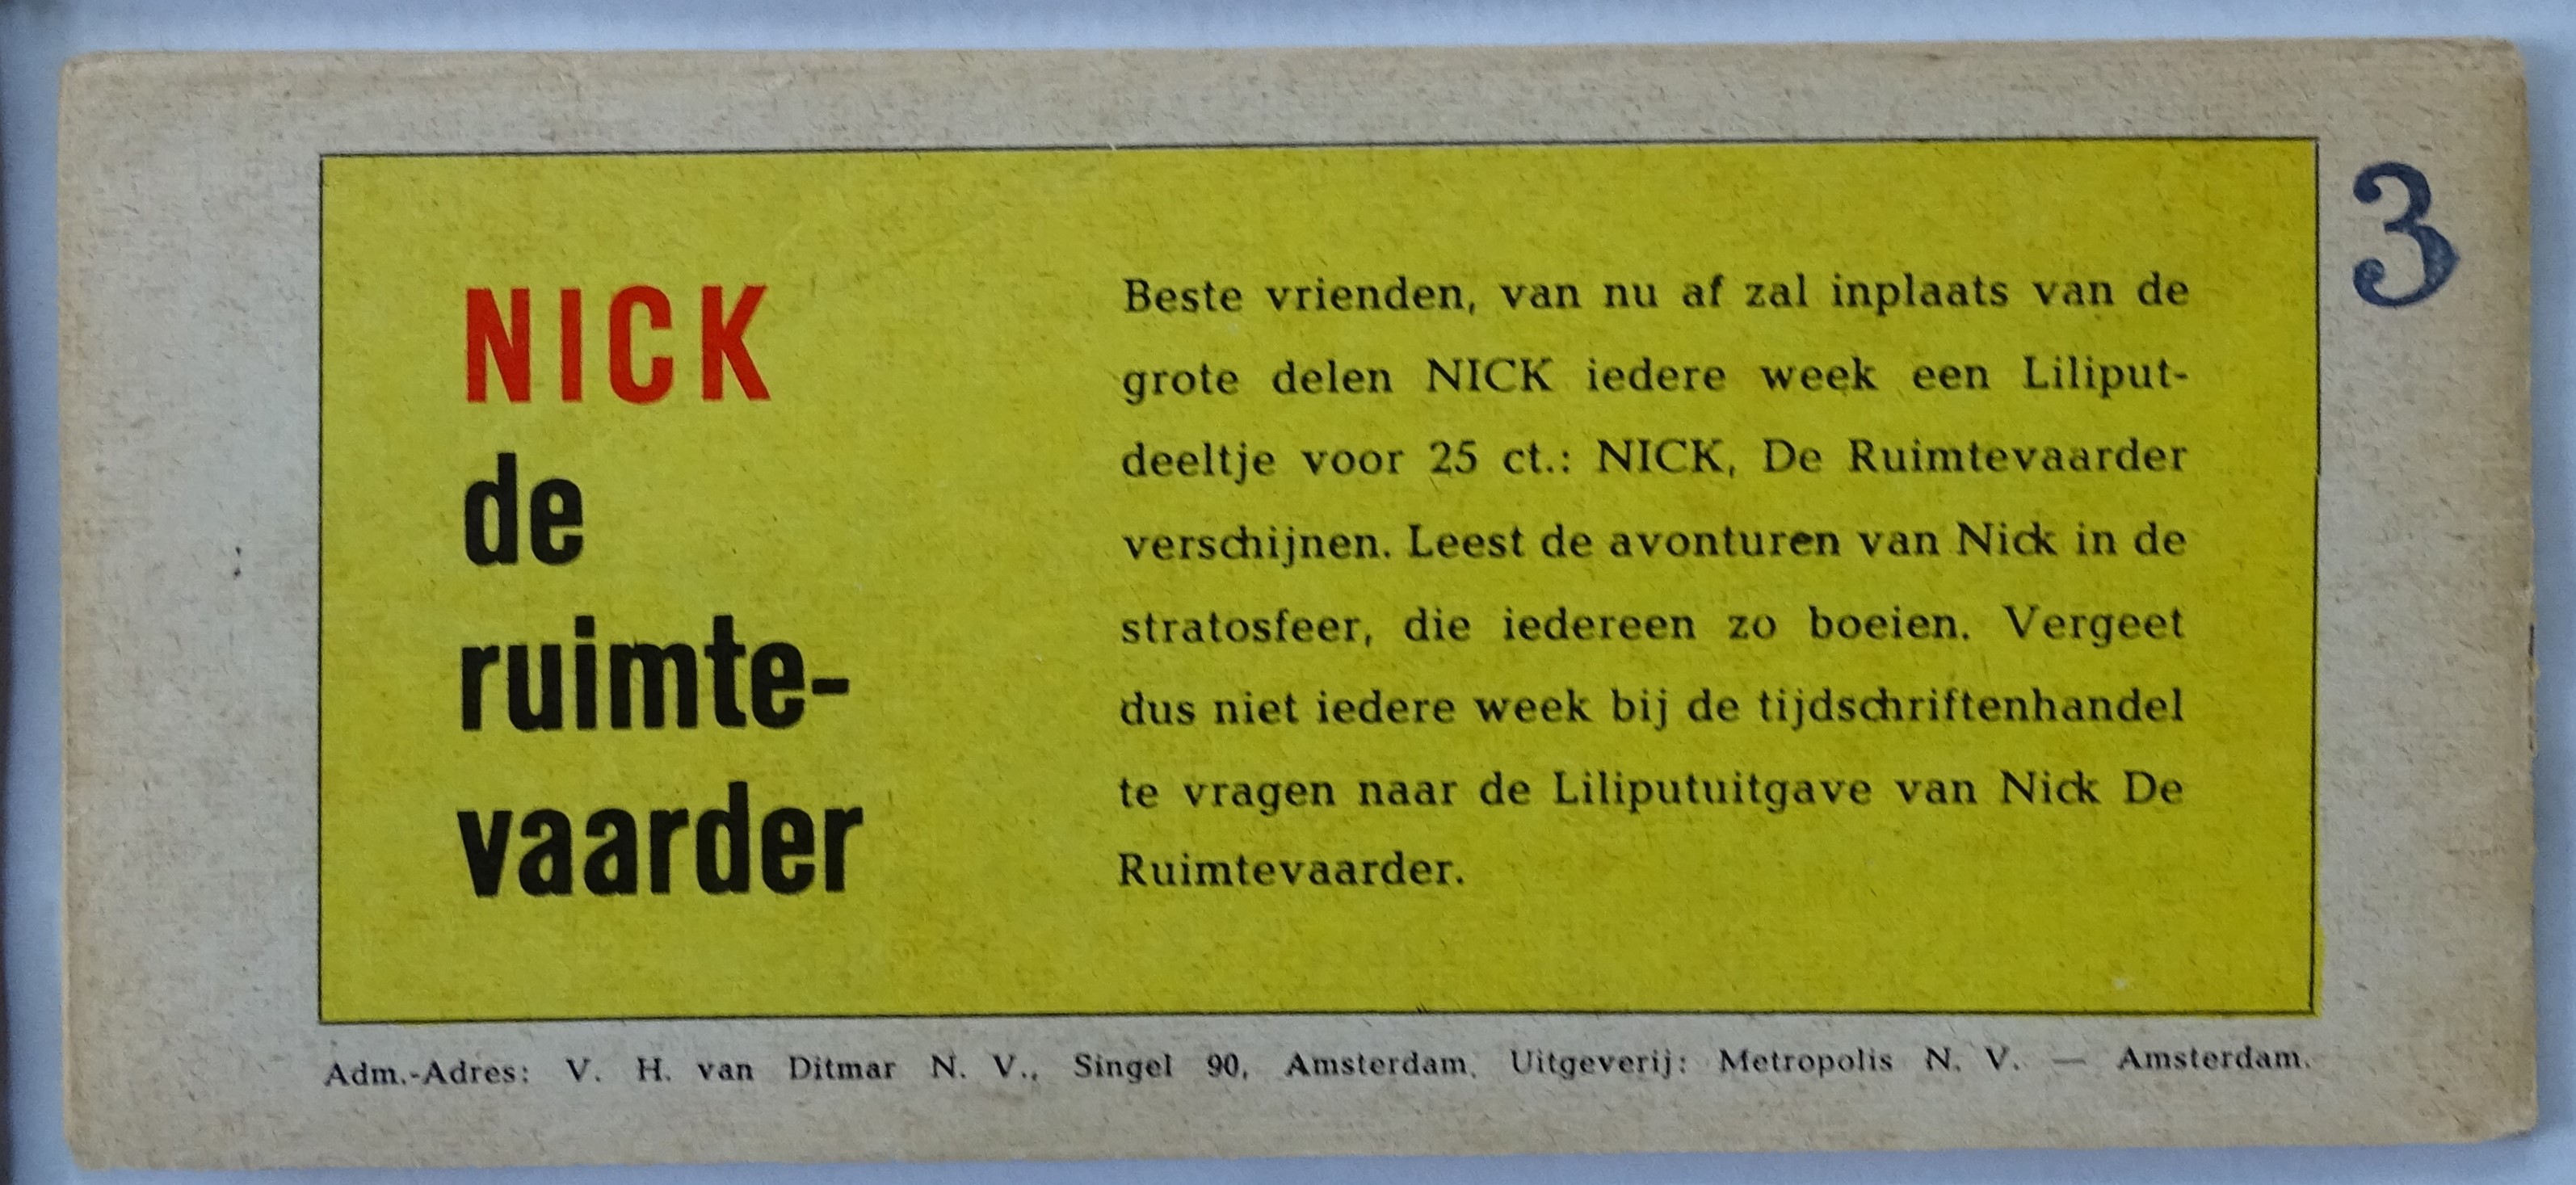 NICK
de
ruimte-
vaarder
Beste vrienden, van nu af zal inplaats van de
grote delen NICK iedere week een Liliput-
deeltje voor 25 ct.: NICK, De Ruimtevaarder
verschijnen. Leest de avonturen van Nick in de
stratosfeer, die iedereen zo boeien. Vergeet
dus niet iedere week bij de tijdschriftenhandel
te vragen naar de Liliputuitgave van Nick De
Ruimtevaarder.
3
Adm.-Adres: V. H. van Ditmar N. V., Singel 90, Amsterdam. Uitgeverij: Metropolis N. V. — Amsterdam.